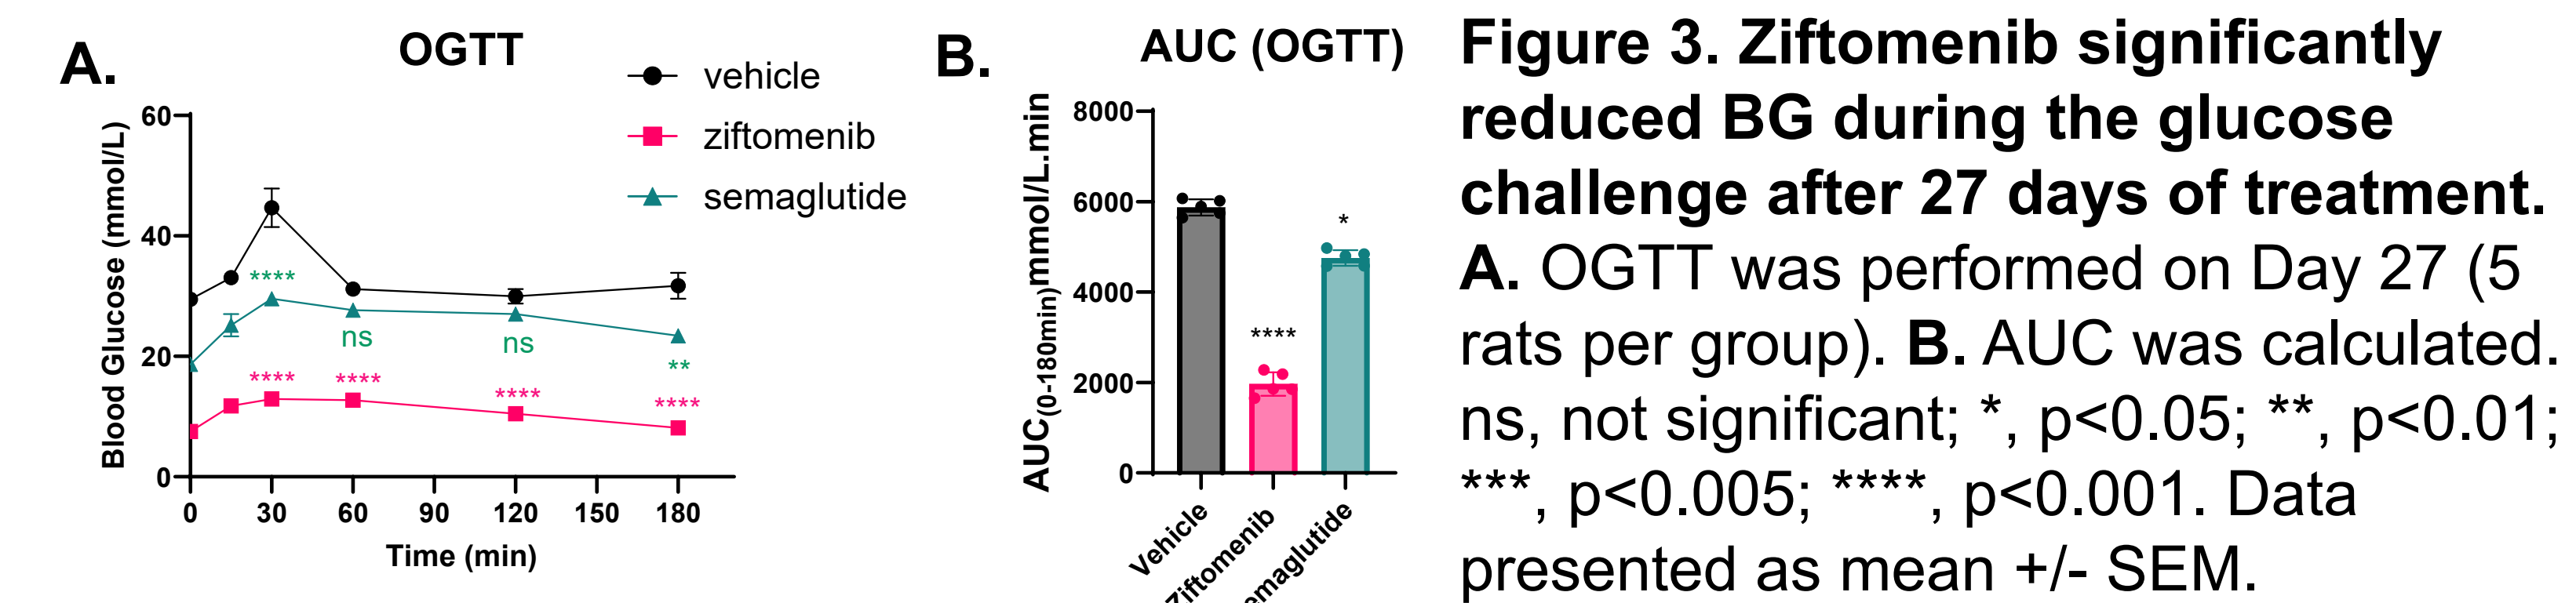 A.
OGTT
vehicle
ziftomenib
semaglutide
Blood Glucose (mmol/L)
60
40
20
0
****
ns
ns
**
****
****
****
****
0 30 60 90 120 150 180
Time (min)
B.
AUC (OGTT)
AUC(0-180min)mmol/L.min
8000
6000
4000
2000
0
****
*
Vehicle
Ziftomenib
emaglutide
Figure 3. Ziftomenib significantly
reduced BG during the glucose
challenge after 27 days of treatment.
A. OGTT was performed on Day 27 (5
rats per group). B. AUC was calculated.
ns, not significant; *, p<0.05; **, p<0.01;
***, p<0.005; ****, p<0.001. Data
presented as mean +/- SEM.